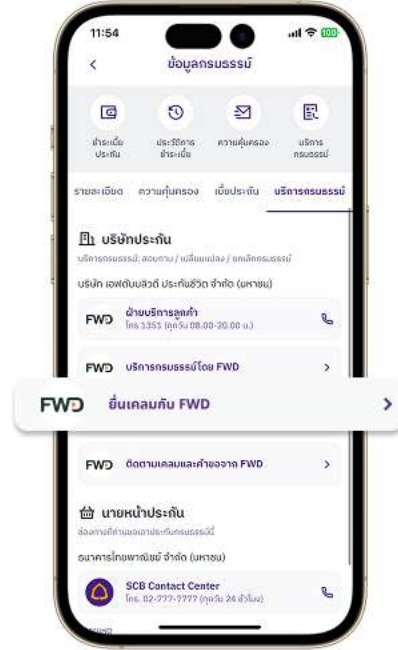 11:54
100
ข้อมูลกรมธรรม์
ชำระเบี้ย
ประกัน
ประวัติการ
ชำระเบี้ย
ความคุ้มครอง
บริการ
กรมธรรม์
รายละเอียด ความคุ้มครอง เบี้ยประกัน บริการกรมธรรม์
บริษัทประกัน
บริการกรมธรรม์: สอบถาม / เปลี่ยนแปลง / ยกเลิกกรมธรรม์
บริษัท เอฟดับบลิวดี ประกันชีวิต จำกัด (มหาชน)
FWD ฝ่ายบริการลูกค้า
โทร 1351 (ทุกวัน 08.00-20.00 น.)
FWD บริการกรมธรรม์โดย FWD
FWD ยื่นเคลมกับ FWD
FWD ติดตามเคลมและคำขอจาก FWD
นายหน้าประกัน
ช่องทางที่ท่านขอเอาประกันกรมธรรม์นี้
ธนาคารไทยพาณิชย์ จำกัด (มหาชน)
SCB Contact Center
โทร. 02-777-7777 (ทุกวัน 24 ชั่วโมง)